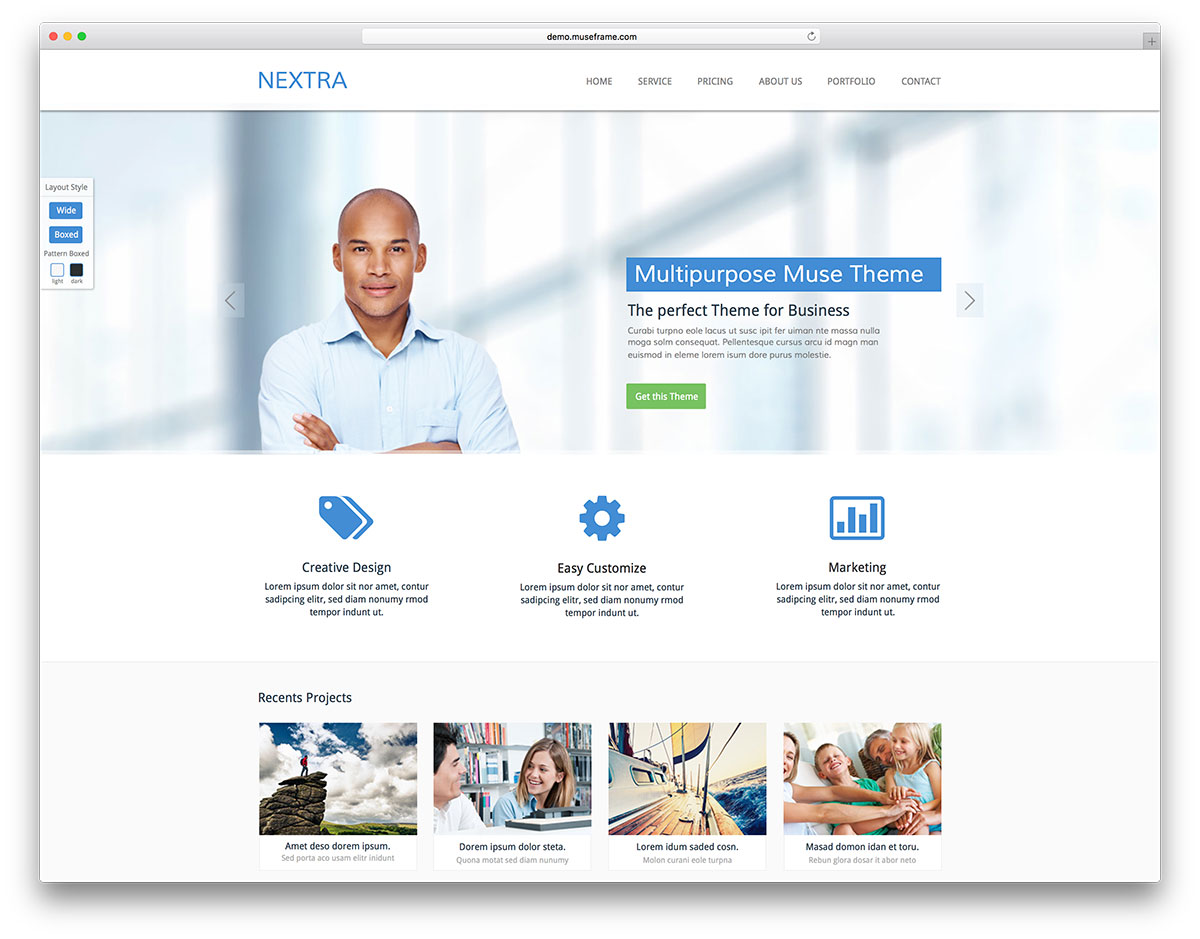 demo.museframe.com
NEXTRA
HOME SERVICE PRICING ABOUT US PORTFOLIO CONTACT
Layout Style
Wide
Boxed
Pattern Boxed
light dark
Multipurpose Muse Theme
The perfect Theme for Business
Curabi turpno eole lacus ut susc ipit fer uiman nte massa nulla
moga solm consequat. Pellentesque cursus arcu id magn man
euismod in eleme lorem isum dore purus molestie.
Get this Theme
Creative Design
Lorem ipsum dolor sit nor amet, contur
sadipcing elitr, sed diam nonumy rmod
tempor indunt ut.
Easy Customize
Lorem ipsum dolor sit nor amet, contur
sadipcing elitr, sed diam nonumy rmod
tempor indunt ut.
Marketing
Lorem ipsum dolor sit nor amet, contur
sadipcing elitr, sed diam nonumy rmod
tempor indunt ut.
Recents Projects
Amet deso dorem ipsum.
Sed porta aco usam elitr inidunt
Dorem ipsum dolor steta.
Quona motat sed diam nunumy
Lorem idum saded cosn.
Molon curani eole turpna
Masad domon idan et toru.
Rebun glora dosar it abor neto